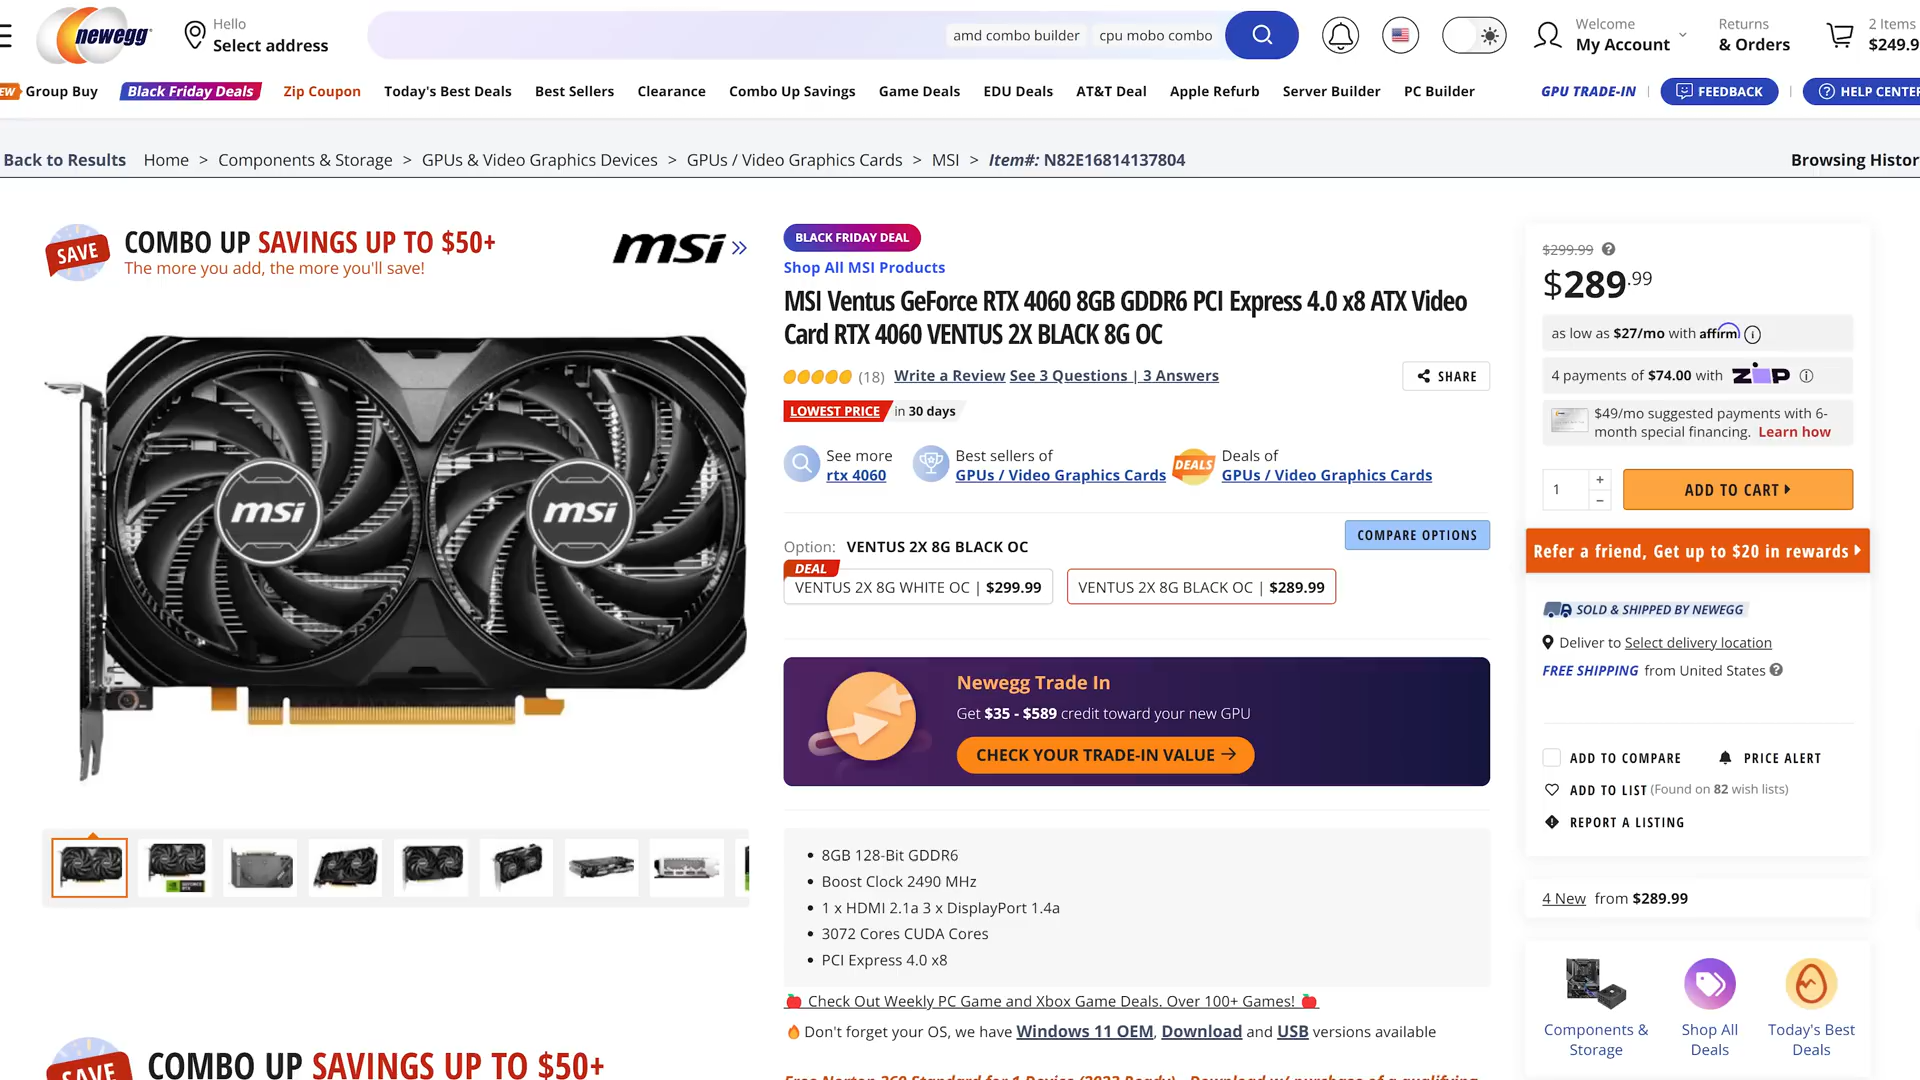 newegg
Hello
Select address
amd combo builder
cpu mobo combo
Welcome
My Account
Returns
& Orders
2 Items
$249.9
EW
Group Buy
Black Friday Deals
Zip Coupon
Today's Best Deals
Best Sellers
Clearance
Combo Up Savings
Game Deals
EDU Deals
AT&T Deal
Apple Refurb
Server Builder
PC Builder
GPU TRADE-IN
FEEDBACK
HELP CENTER
Back to Results
Home > Components & Storage > GPUs & Video Graphics Devices > GPUs / Video Graphics Cards > MSI > Item#: N82E16814137804
Browsing Histor
SAVE
COMBO UP SAVINGS UP TO $50+
The more you add, the more you'll save!
msi
msi
msi
BLACK FRIDAY DEAL
Shop All MSI Products
MSI Ventus GeForce RTX 4060 8GB GDDR6 PCI Express 4.0 x8 ATX Video
Card RTX 4060 VENTUS 2X BLACK 8G OC
(18) Write a Review See 3 Questions | 3 Answers
SHARE
LOWEST PRICE in 30 days
See more
rtx 4060
Best sellers of
GPUs / Video Graphics Cards
DEALS
Deals of
GPUs / Video Graphics Cards
Option: VENTUS 2X 8G BLACK OC
COMPARE OPTIONS
DEAL
VENTUS 2X 8G WHITE OC | $299.99
VENTUS 2X 8G BLACK OC | $289.99
Newegg Trade In
Get $35 - $589 credit toward your new GPU
CHECK YOUR TRADE-IN VALUE
8GB 128-Bit GDDR6
Boost Clock 2490 MHz
1 x HDMI 2.1a 3 x DisplayPort 1.4a
3072 Cores CUDA Cores
PCI Express 4.0 x8
Check Out Weekly PC Game and Xbox Game Deals. Over 100+ Games!
Don't forget your OS, we have Windows 11 OEM, Download and USB versions available
Free Norton 360 Standard for 1 Device (2023 Ready) - Download w/ purchase of a qualifying
$299.99
$289.99
as low as $27/mo with affirm
4 payments of $74.00 with ZIP
$49/mo suggested payments with 6-
month special financing. Learn how
1
+
−
ADD TO CART
Refer a friend, Get up to $20 in rewards
SOLD & SHIPPED BY NEWEGG
Deliver to Select delivery location
FREE SHIPPING from United States
ADD TO COMPARE
PRICE ALERT
ADD TO LIST (Found on 82 wish lists)
REPORT A LISTING
4 New from $289.99
Components &
Storage
Shop All
Deals
Today's Best
Deals
SAVE
COMBO UP SAVINGS UP TO $50+